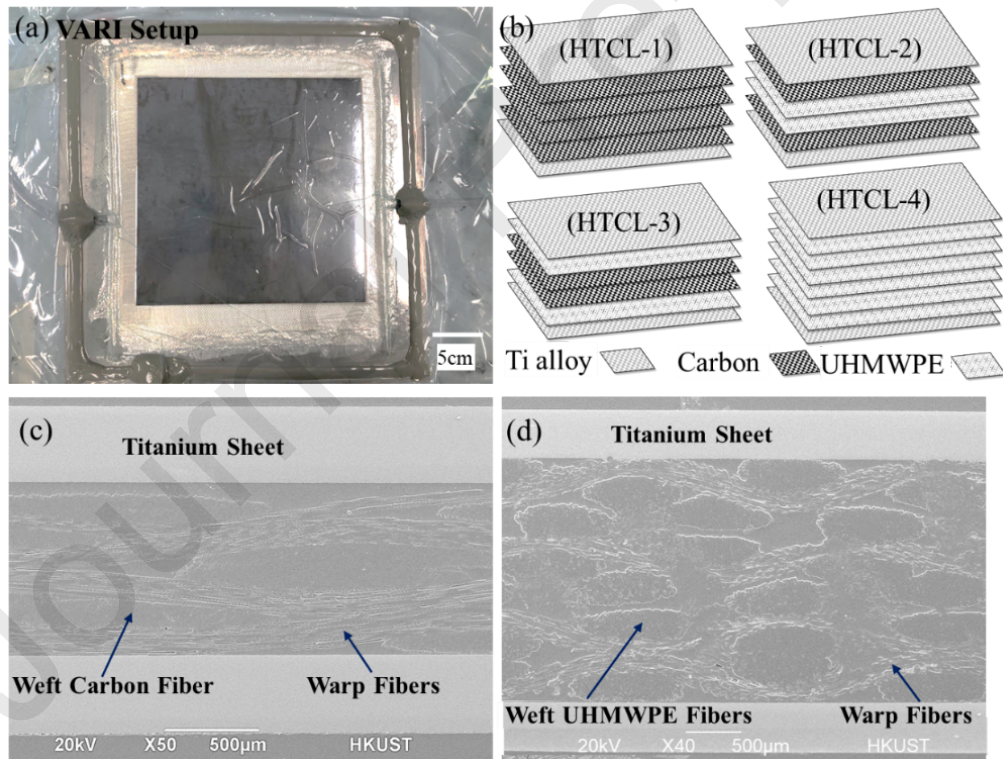 (a) VARI Setup
5cm
(b)
(HTCL-1)
(HTCL-2)
(HTCL-3)
(HTCL-4)
Ti alloy
Carbon
UHMWPE
(c)
Titanium Sheet
Weft Carbon Fiber
Warp Fibers
20kV X50 500μm HKUST
(d)
Titanium Sheet
Weft UHMWPE Fibers
Warp Fibers
20kV X40 500μm HKUST
Journal